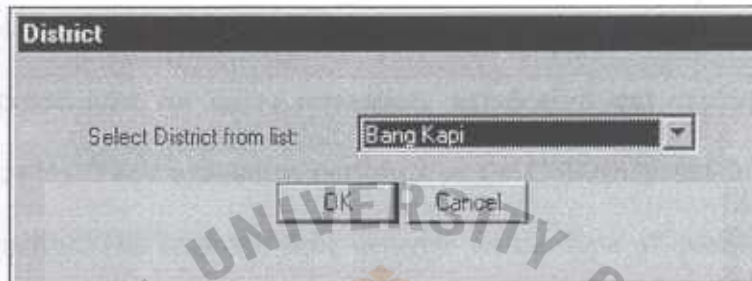 District
Select District from list:
Bang Kapi
OK Cancel
UNIVERSITY